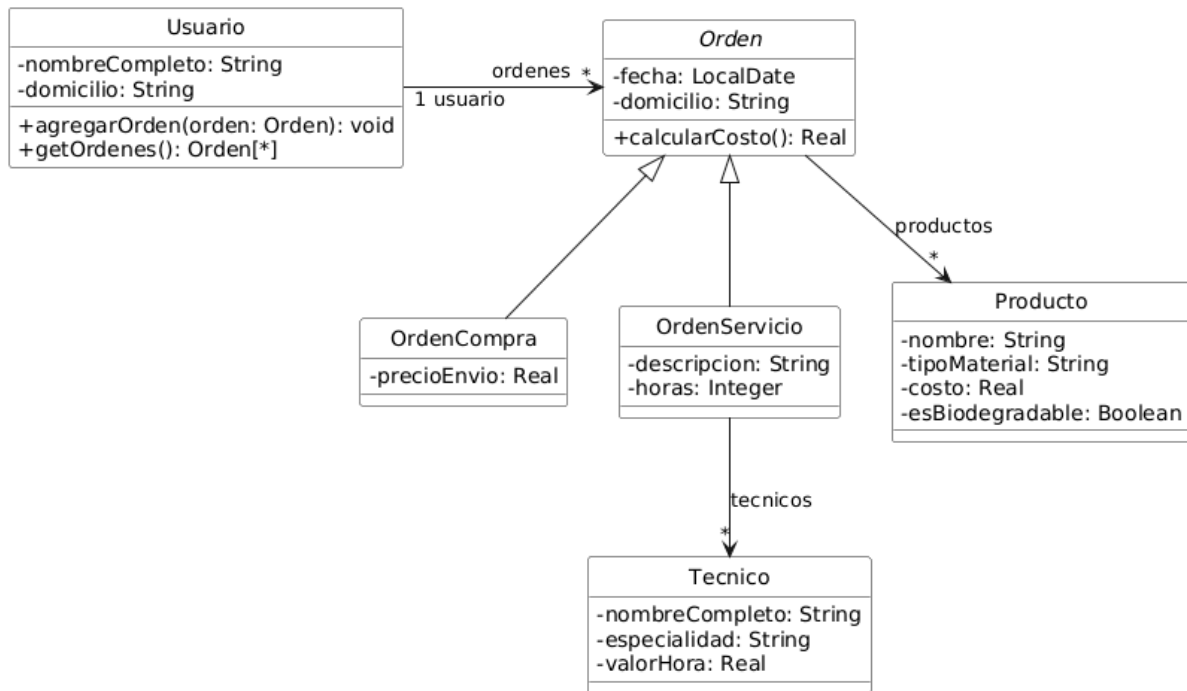 Usuario
-nombreCompleto: String
-domicilio: String
+agregarOrden(orden: Orden): void
+getOrdenes(): Orden[*]
ordenes *
1 usuario
Orden
-fecha: LocalDate
-domicilio: String
+calcularCosto(): Real
productos
*
OrdenCompra
-precioEnvio: Real
OrdenServicio
-descripcion: String
-horas: Integer
Producto
-nombre: String
-tipoMaterial: String
-costo: Real
-esBiodegradable: Boolean
tecnicos
*
Tecnico
-nombreCompleto: String
-especialidad: String
-valorHora: Real